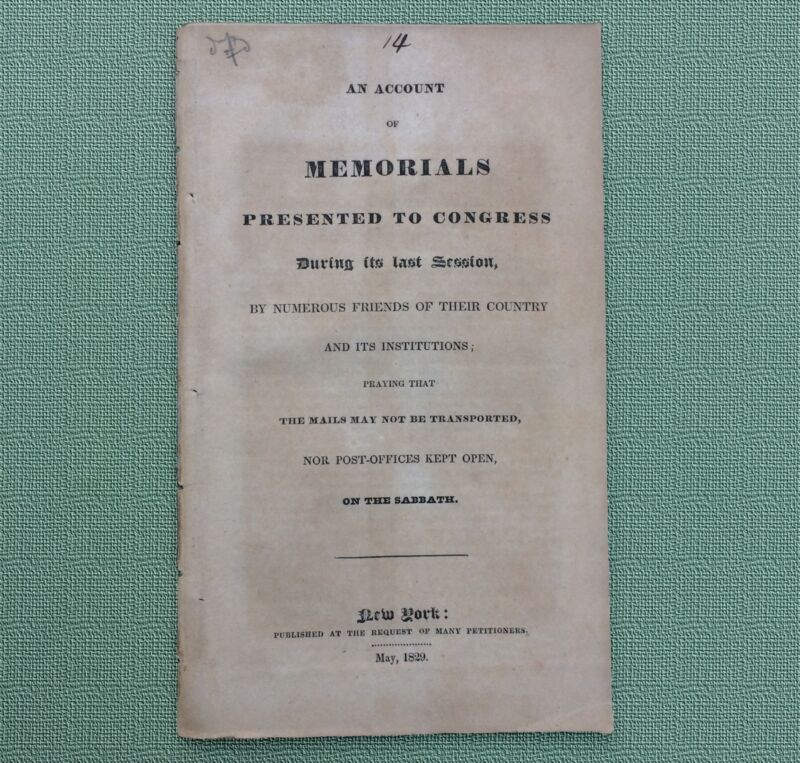 14
AN ACCOUNT
OF
MEMORIALS
PRESENTED TO CONGRESS
During its last Session,
BY NUMEROUS FRIENDS OF THEIR COUNTRY
AND ITS INSTITUTIONS;
PRAYING THAT
THE MAILS MAY NOT BE TRANSPORTED,
NOR POST-OFFICES KEPT OPEN,
ON THE SABBATH.
New York:
PUBLISHED AT THE REQUEST OF MANY PETITIONERS.
May, 1829.